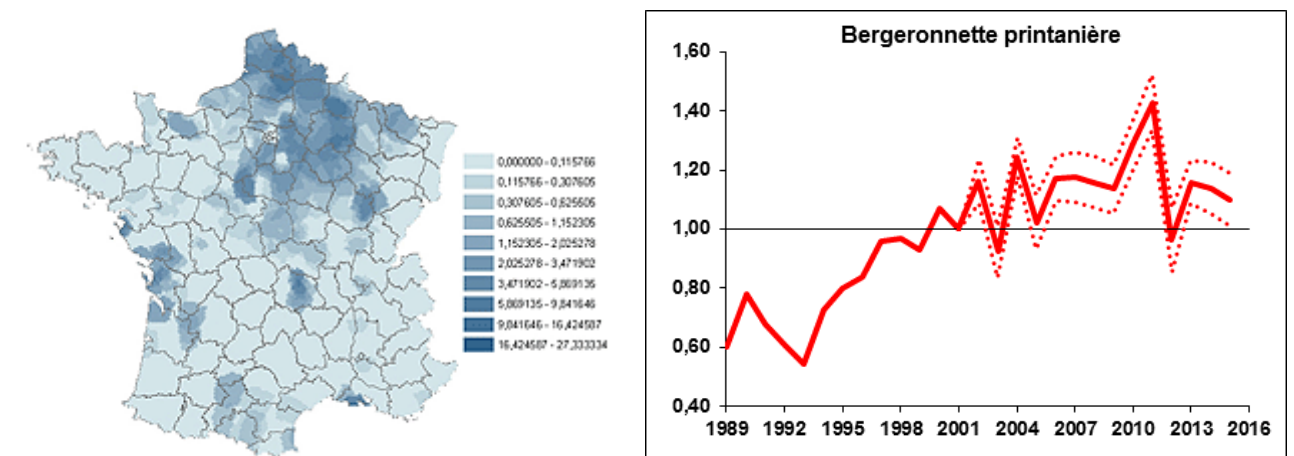 0,000000 - 0,115766
0,115766 - 0,307605
0,307605 - 0,625505
0,625505 - 1,152305
1,152305 - 2,025278
2,025278 - 3,471902
3,471902 - 5,869135
5,869135 - 9,841646
9,841646 - 16,424587
16,424587 - 27,333334
Bergeronnette printanière
1,60
1,40
1,20
1,00
0,80
0,60
0,40
1989 1992 1995 1998 2001 2004 2007 2010 2013 2016